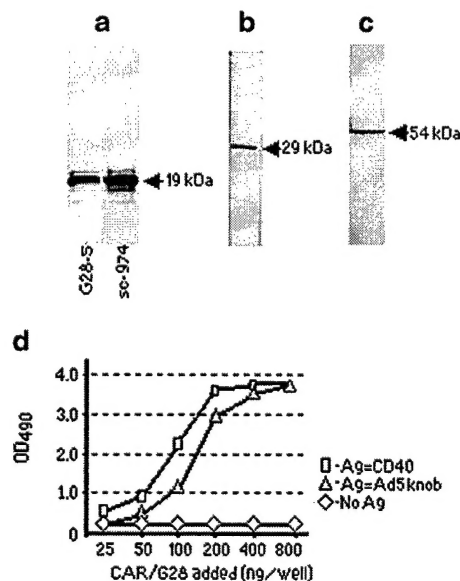 a
b
c
19 kDa
29 kDa
54 kDa
G28-5
sc-974
d
OD490
4.0
3.0
2.0
1.0
0.0
25 50 100 200 400 800
CAR/G28 added (ng/well)
Ag=CD40
Ag=Ad5knob
No Ag